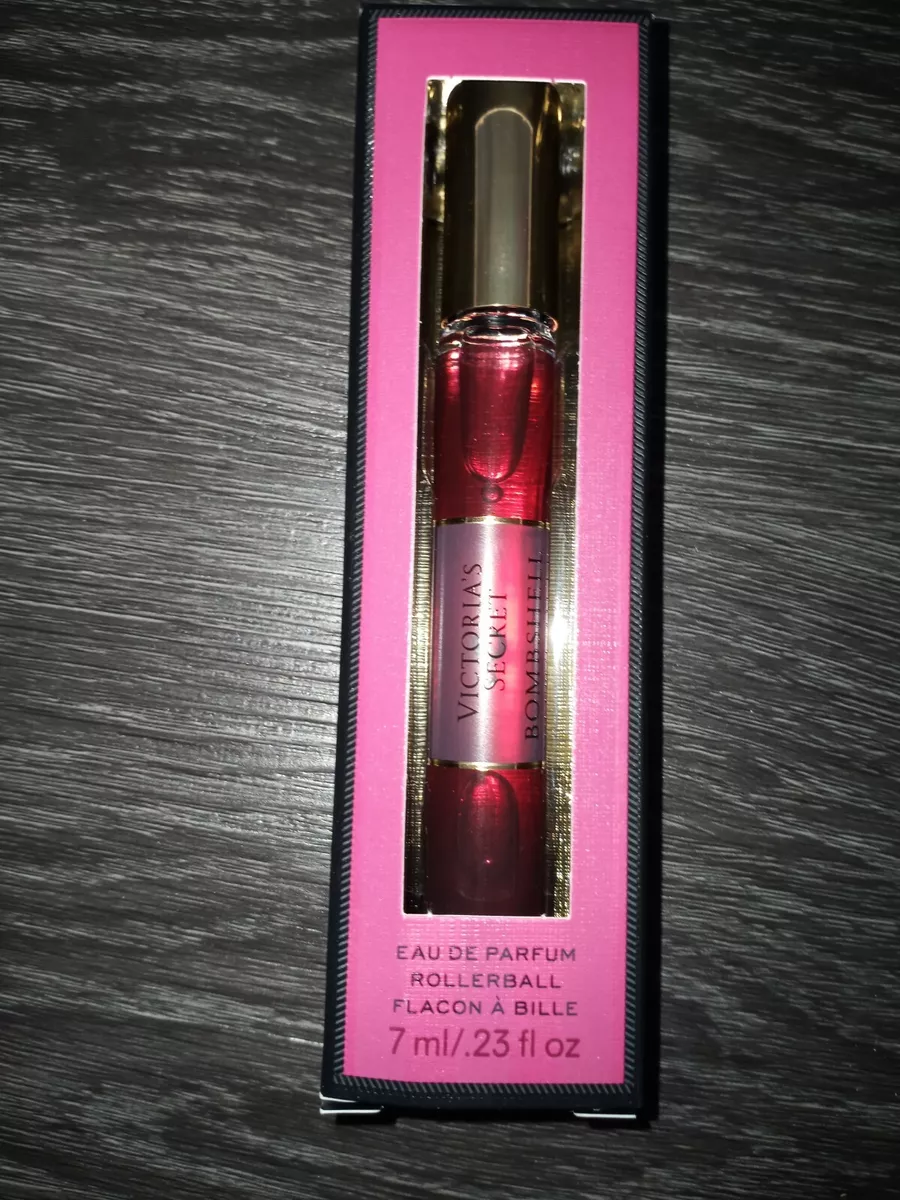 VICTORIA'S
SECRET
BOMBSHELL
EAU DE PARFUM
ROLLERBALL
FLACON À BILLE
7 ml/.23 fl oz